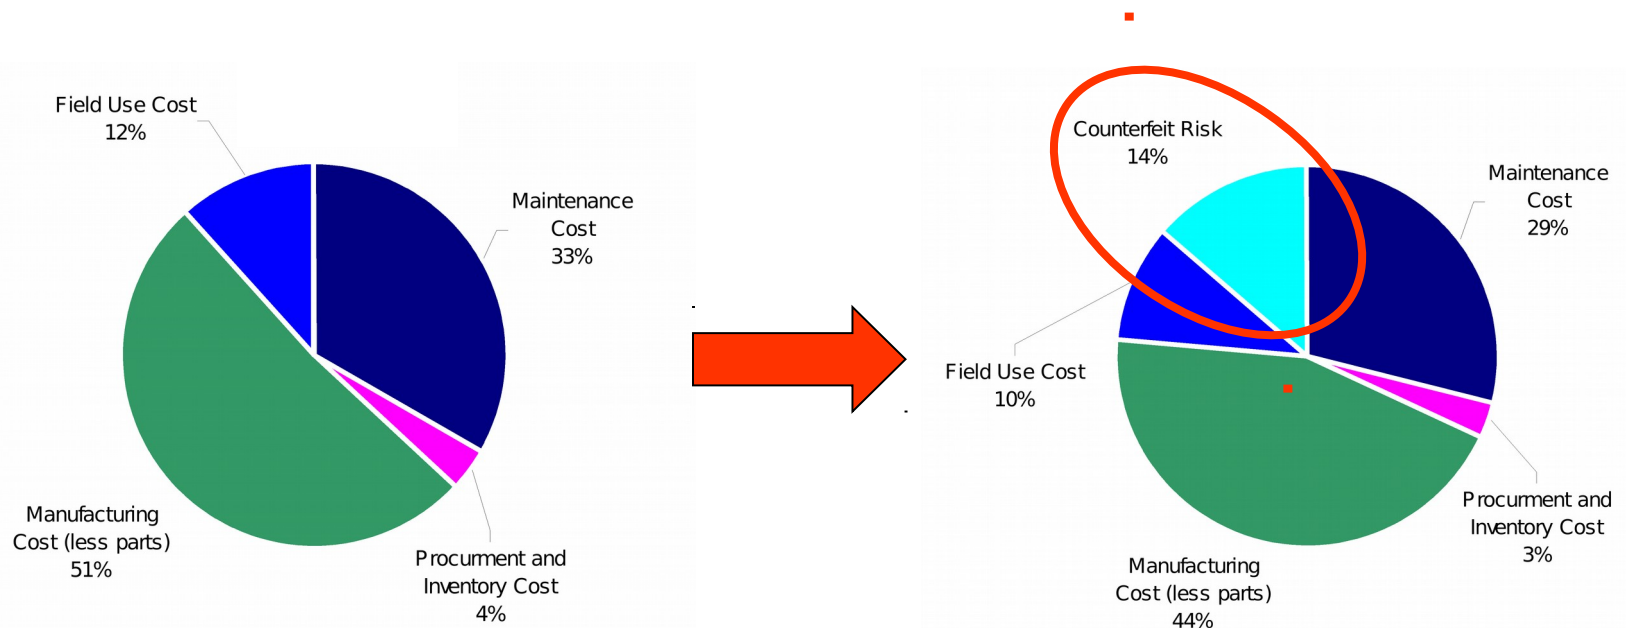 Field Use Cost
12%
Maintenance
Cost
33%
Manufacturing
Cost (less parts)
51%
Procurment and
Inventory Cost
4%
Counterfeit Risk
14%
Maintenance
Cost
29%
Field Use Cost
10%
Procurment and
Inventory Cost
3%
Manufacturing
Cost (less parts)
44%